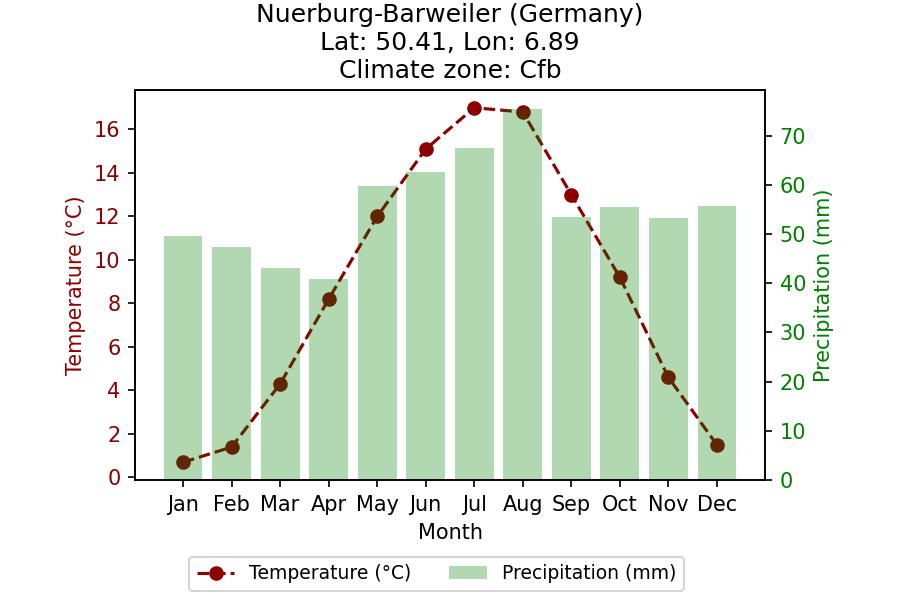 Nuerburg-Barweiler (Germany)
Lat: 50.41, Lon: 6.89
Climate zone: Cfb
Temperature (°C)
16
14
12
10
8
6
4
2
0
Precipitation (mm)
70
60
50
40
30
20
10
0
Jan Feb Mar Apr May Jun Jul Aug Sep Oct Nov Dec
Month
Temperature (°C) Precipitation (mm)